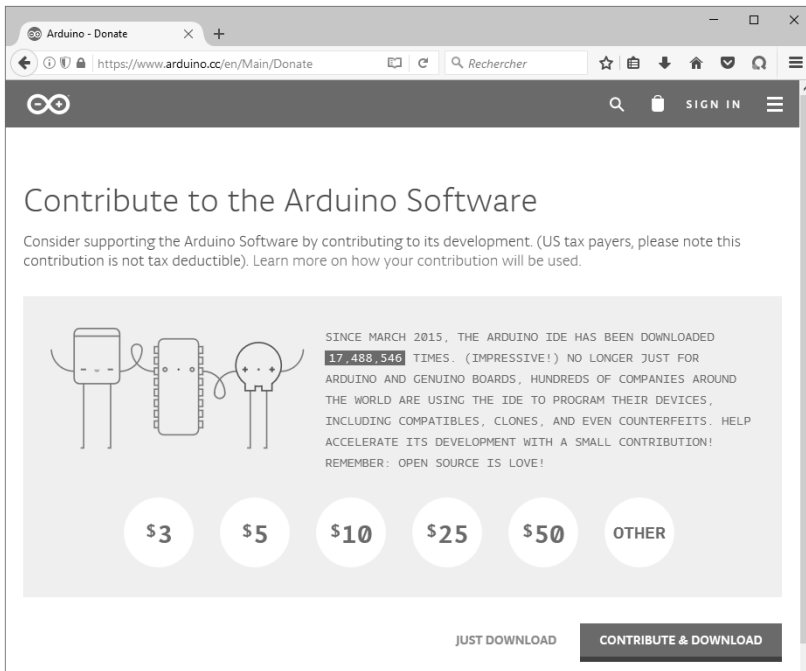 Arduino - Donate
https://www.arduino.cc/en/Main/Donate
Rechercher
SIGN IN
Contribute to the Arduino Software
Consider supporting the Arduino Software by contributing to its development. (US tax payers, please note this
contribution is not tax deductible). Learn more on how your contribution will be used.
SINCE MARCH 2015, THE ARDUINO IDE HAS BEEN DOWNLOADED
17,488,546 TIMES. (IMPRESSIVE!) NO LONGER JUST FOR
ARDUINO AND GENUINO BOARDS, HUNDREDS OF COMPANIES AROUND
THE WORLD ARE USING THE IDE TO PROGRAM THEIR DEVICES,
INCLUDING COMPATIBLES, CLONES, AND EVEN COUNTERFEITS. HELP
ACCELERATE ITS DEVELOPMENT WITH A SMALL CONTRIBUTION!
REMEMBER: OPEN SOURCE IS LOVE!
$3 $5 $10 $25 $50 OTHER
JUST DOWNLOAD CONTRIBUTE & DOWNLOAD